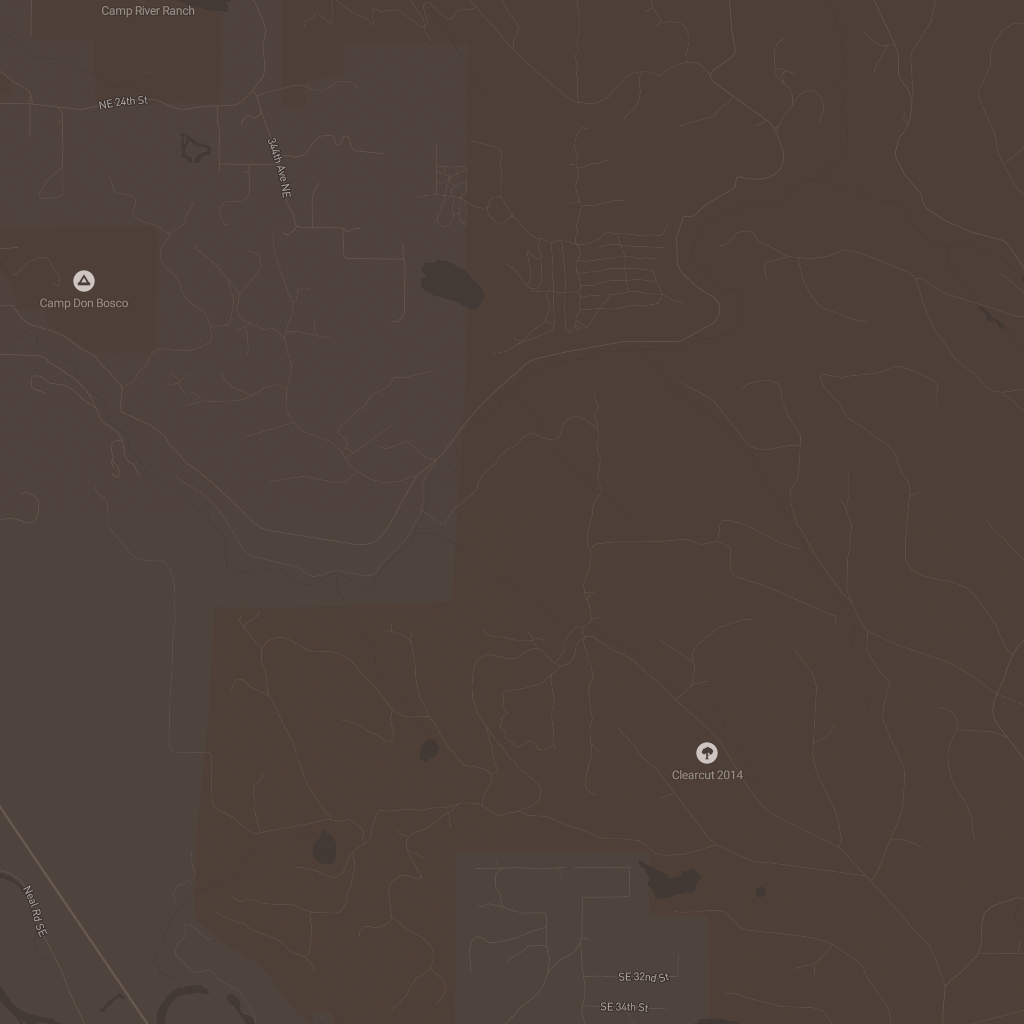 Camp River Ranch
NE 24th St
344th Ave NE
Camp Don Bosco
Clearcut 2014
Neal Rd SE
SE 32nd St
SE 34th St